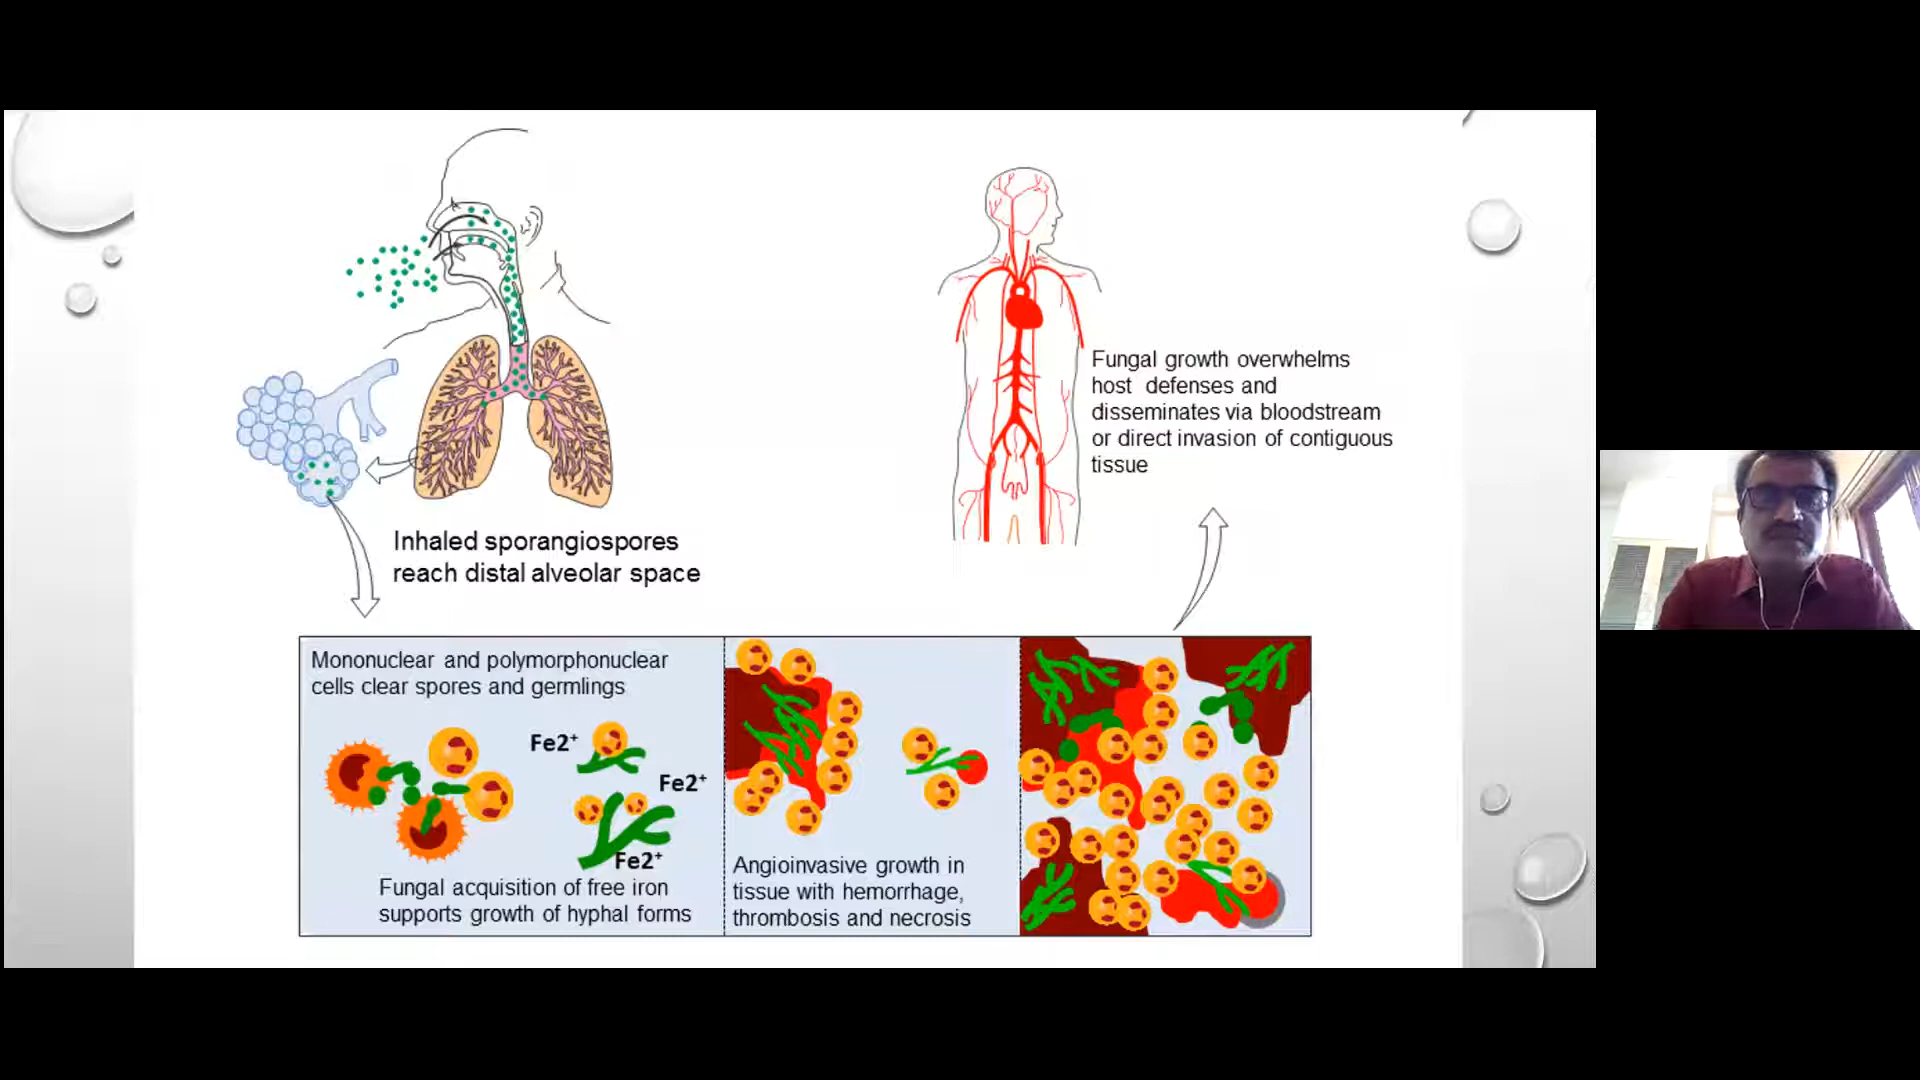 Inhaled sporangiospores
reach distal alveolar space
Fungal growth overwhelms
host defenses and
disseminates via bloodstream
or direct invasion of contiguous
tissue
Mononuclear and polymorphonuclear
cells clear spores and germlings
Fe2⁺
Fe2⁺
Fe2⁺
Fungal acquisition of free iron
supports growth of hyphal forms
Angioinvasive growth in
tissue with hemorrhage,
thrombosis and necrosis